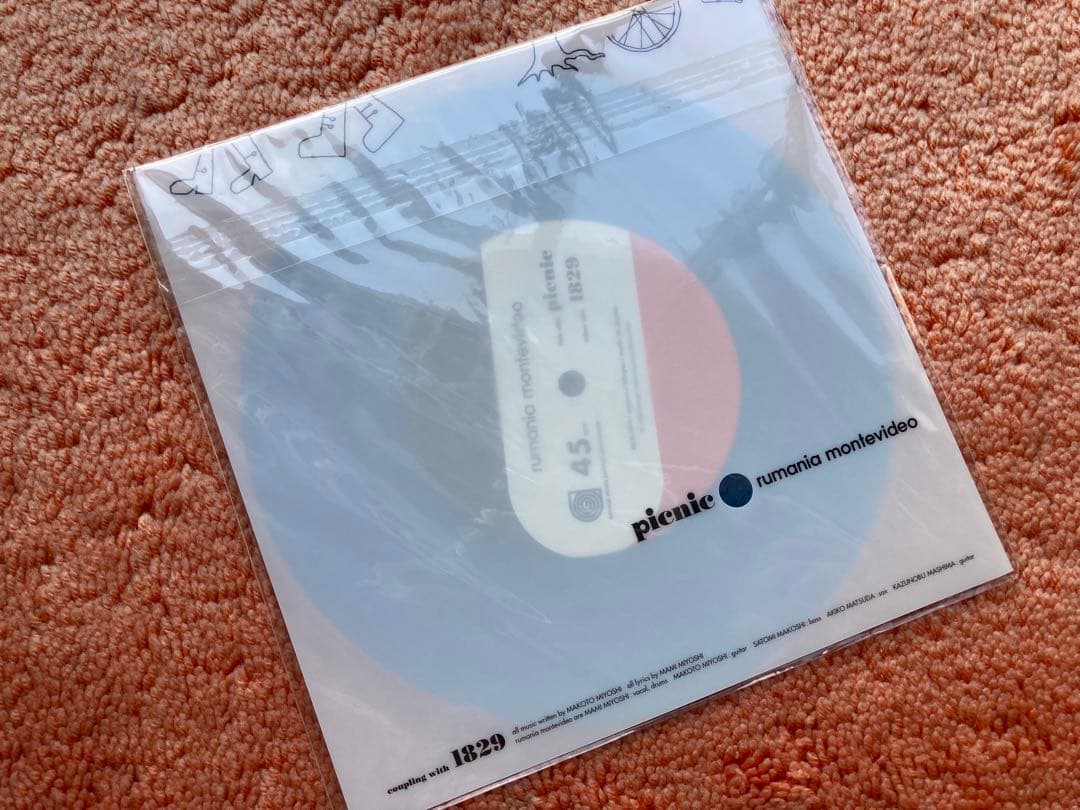 picnic
1829
rumania montevideo
45
picnic rumania montevideo
all music written by MAKOTO MIYOSHI all lyrics by MAMI MIYOSHI
rumania montevideo are MAMI MIYOSHI . vocal, drums MAKOTO MIYOSHI . guitar SATOMI MAKOSHI . bass AKIKO MATSUDA . sax KAZUNOBU MASHIMA . guitar
coupling with 1829